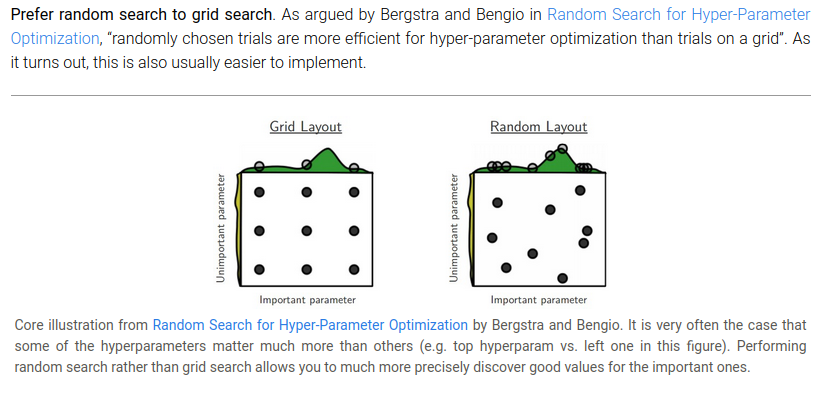 Prefer random search to grid search. As argued by Bergstra and Bengio in Random Search for Hyper-Parameter
Optimization, “randomly chosen trials are more efficient for hyper-parameter optimization than trials on a grid”. As
it turns out, this is also usually easier to implement.
Grid Layout
Random Layout
Unimportant parameter
Unimportant parameter
Important parameter
Important parameter
Core illustration from Random Search for Hyper-Parameter Optimization by Bergstra and Bengio. It is very often the case that
some of the hyperparameters matter much more than others (e.g. top hyperparam vs. left one in this figure). Performing
random search rather than grid search allows you to much more precisely discover good values for the important ones.